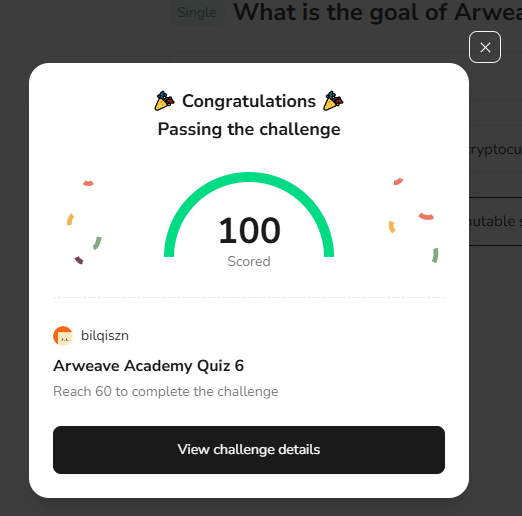 Single What is the goal of Arwea
🎉 Congratulations 🎉
Passing the challenge
cryptocu
mutable s
100
Scored
bilqiszn
Arweave Academy Quiz 6
Reach 60 to complete the challenge
View challenge details